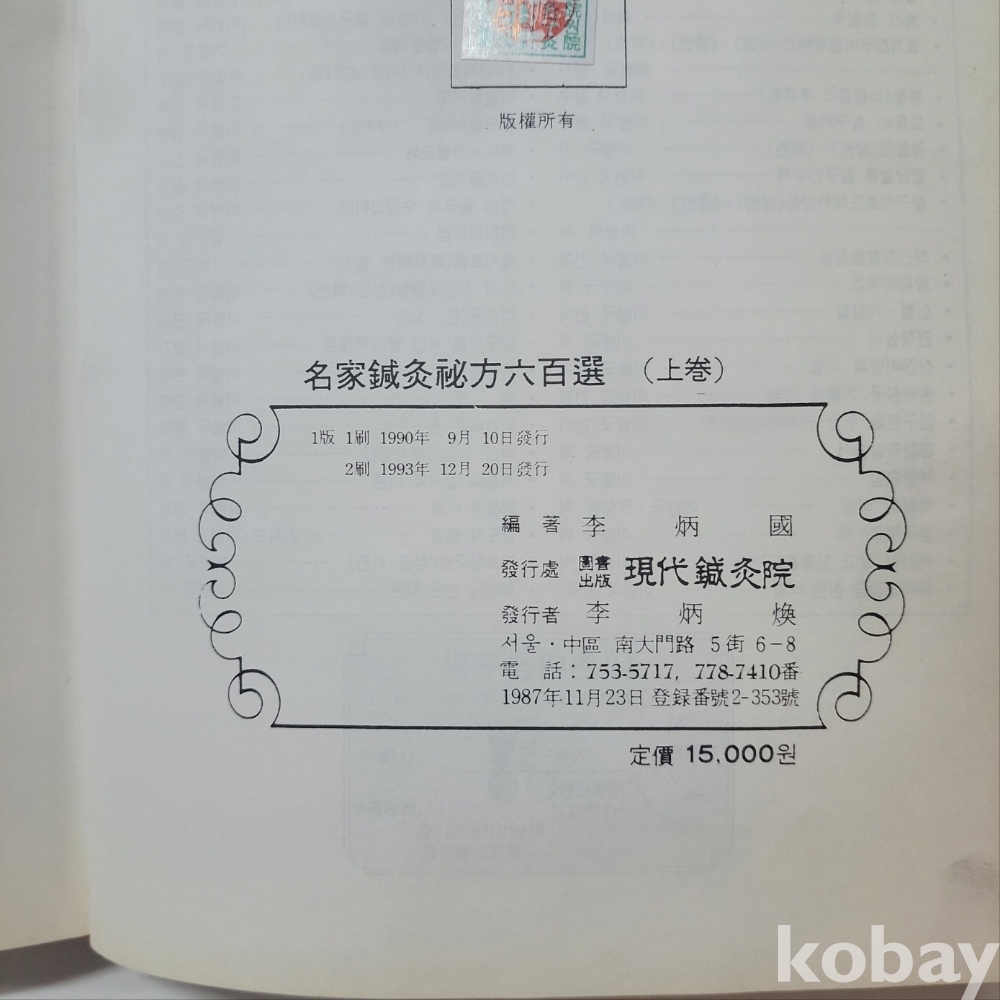 版權所有
名家鍼灸祕方六百選 (上巻)
1版 1刷 1990年 9月 10日發行
2刷 1993年 12月 20日發行
編 著 李 炳 國
發行處 圖書出版 現代鍼灸院
發行者 李 炳 煥
서울·中區 南大門路 5街 6-8
電 話 : 753-5717, 778-7410番
1987年11月23日 登録番號2-353號
定價 15,000원
kobay